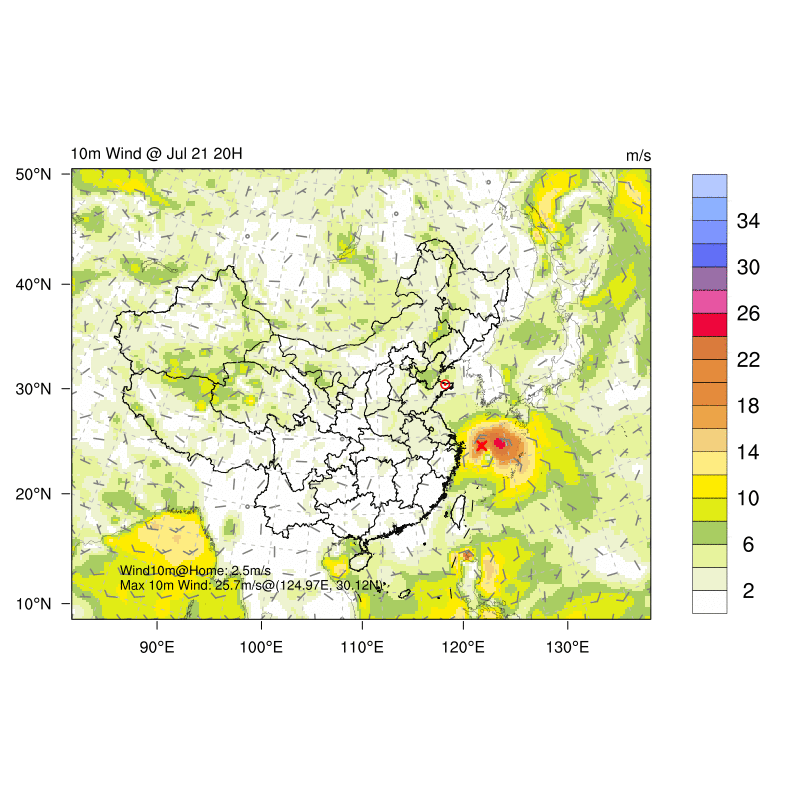 10m Wind @ Jul 21 20H
m/s
50°N
40°N
30°N
20°N
10°N
90°E
100°E
110°E
120°E
130°E
34
30
26
22
18
14
10
6
2
Wind10m@Home: 2.5m/s
Max 10m Wind: 25.7m/s@(124.97E, 30.12N)